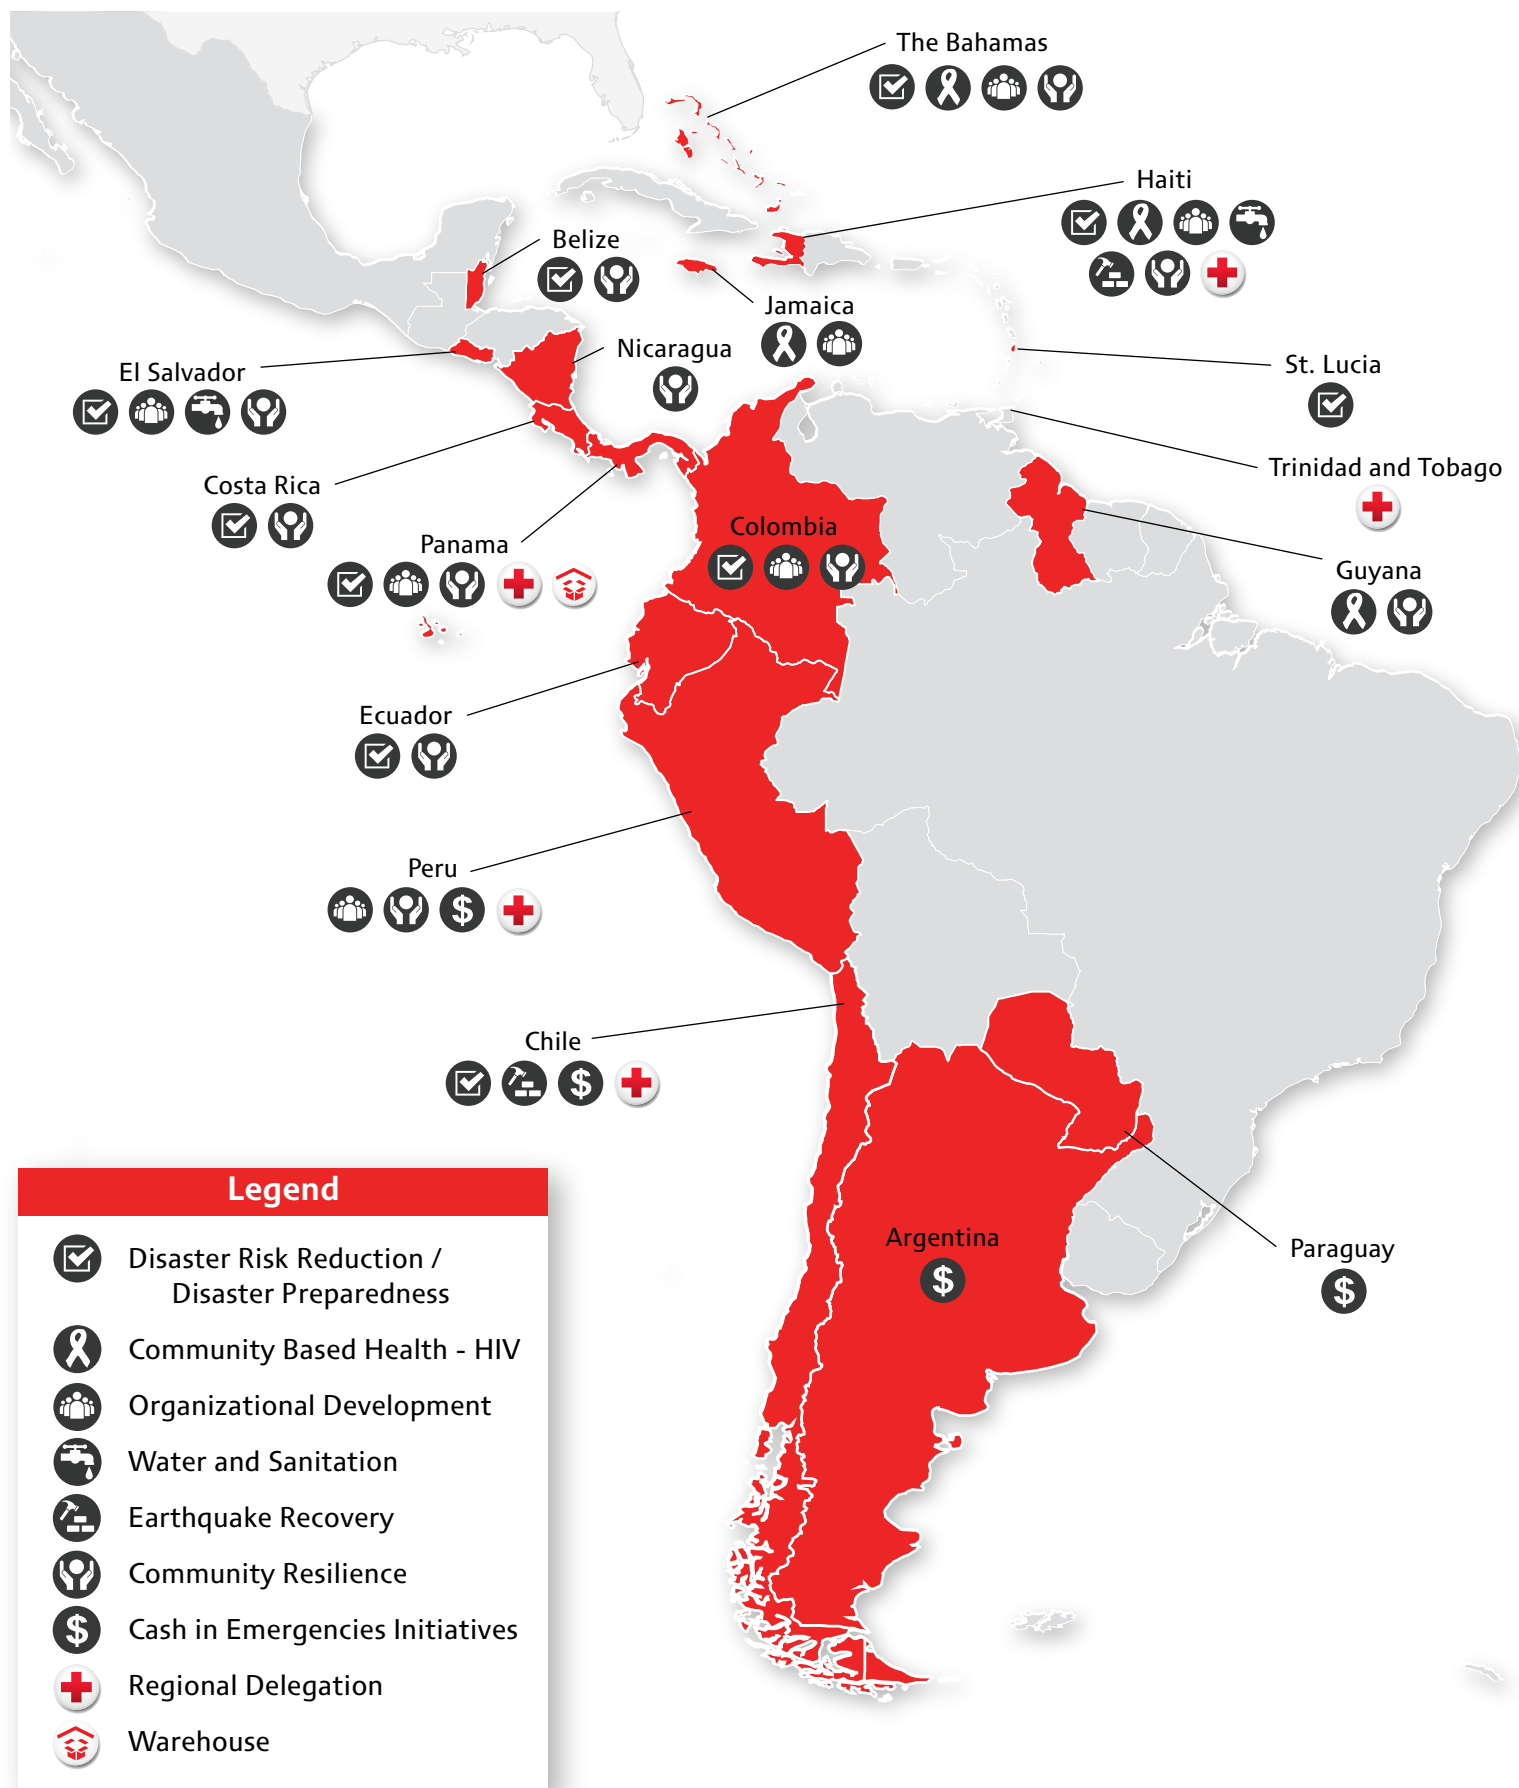 The Bahamas
Haiti
Belize
Jamaica
Nicaragua
El Salvador
St. Lucia
Trinidad and Tobago
Costa Rica
Colombia
Panama
Guyana
Ecuador
Peru
Chile
Argentina
Paraguay
Legend
Disaster Risk Reduction /
Disaster Preparedness
Community Based Health - HIV
Organizational Development
Water and Sanitation
Earthquake Recovery
Community Resilience
Cash in Emergencies Initiatives
Regional Delegation
Warehouse